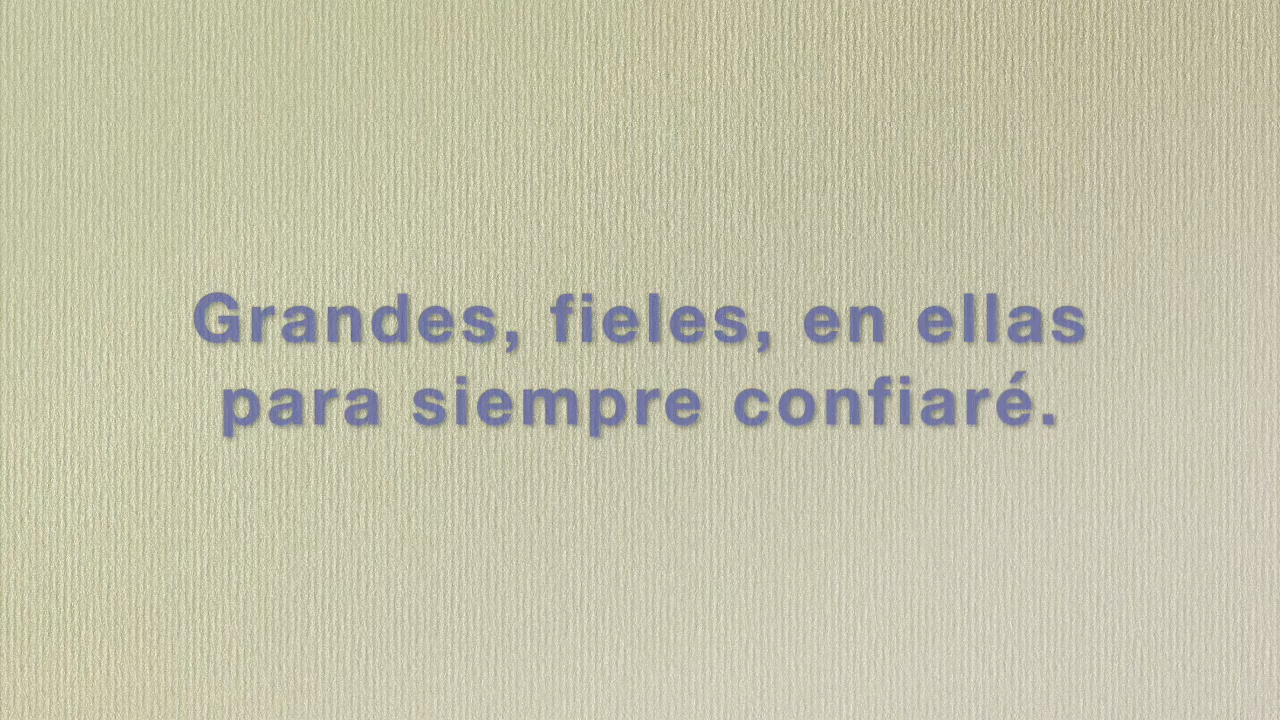 Grandes, fieles, en ellas
para siempre confiaré.